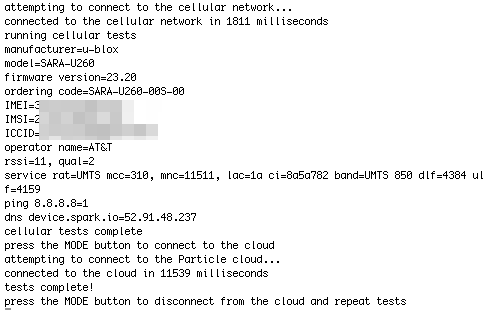 attempting to connect to the cellular network...
connected to the cellular network in 1811 milliseconds
running cellular tests
manufacturer=u-blox
model=SARA-U260
firmware version=23.20
ordering code=SARA-U260-00S-00
IMEI=3
IMSI=2
ICCID=
operator name=AT&T
rssi=11, qual=2
service rat=UMTS mcc=310, mnc=11511, lac=1a ci=8a5a782 band=UMTS 850 dlf=4384 ul
f=4159
ping 8.8.8.8=1
dns device.spark.io=52.91.48.237
cellular tests complete
press the MODE button to connect to the cloud
attempting to connect to the Particle cloud...
connected to the cloud in 11539 milliseconds
tests complete!
press the MODE button to disconnect from the cloud and repeat tests